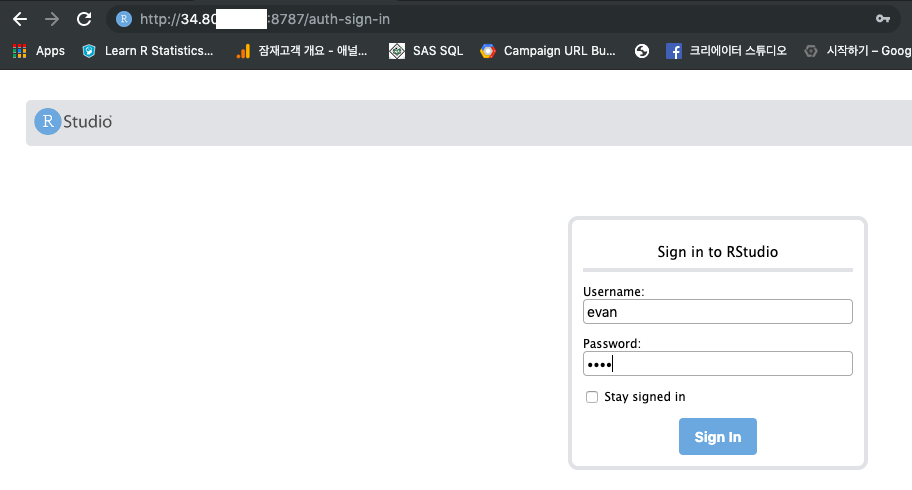 http://34.80 :8787/auth-sign-in
Apps Learn R Statistics... 잠재고객 개요 - 애널... SAS SQL Campaign URL Bu... 크리에이터 스튜디오 시작하기 – Goog
R Studio
Sign in to RStudio
Username:
evan
Password:
••••
Stay signed in
Sign In